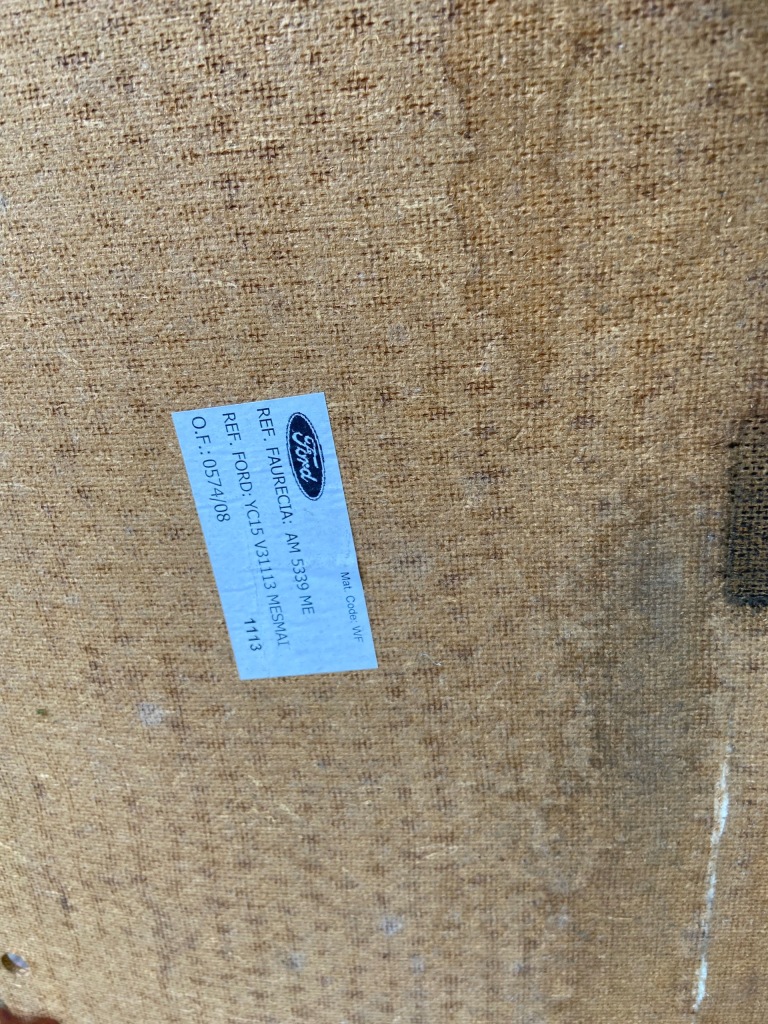 Ford
Mat. Code: WF
REF. FAURECIA: AM 5339 ME
REF. FORD: YC15 V31113 MESMAI
O.F.: 0574/08
1113